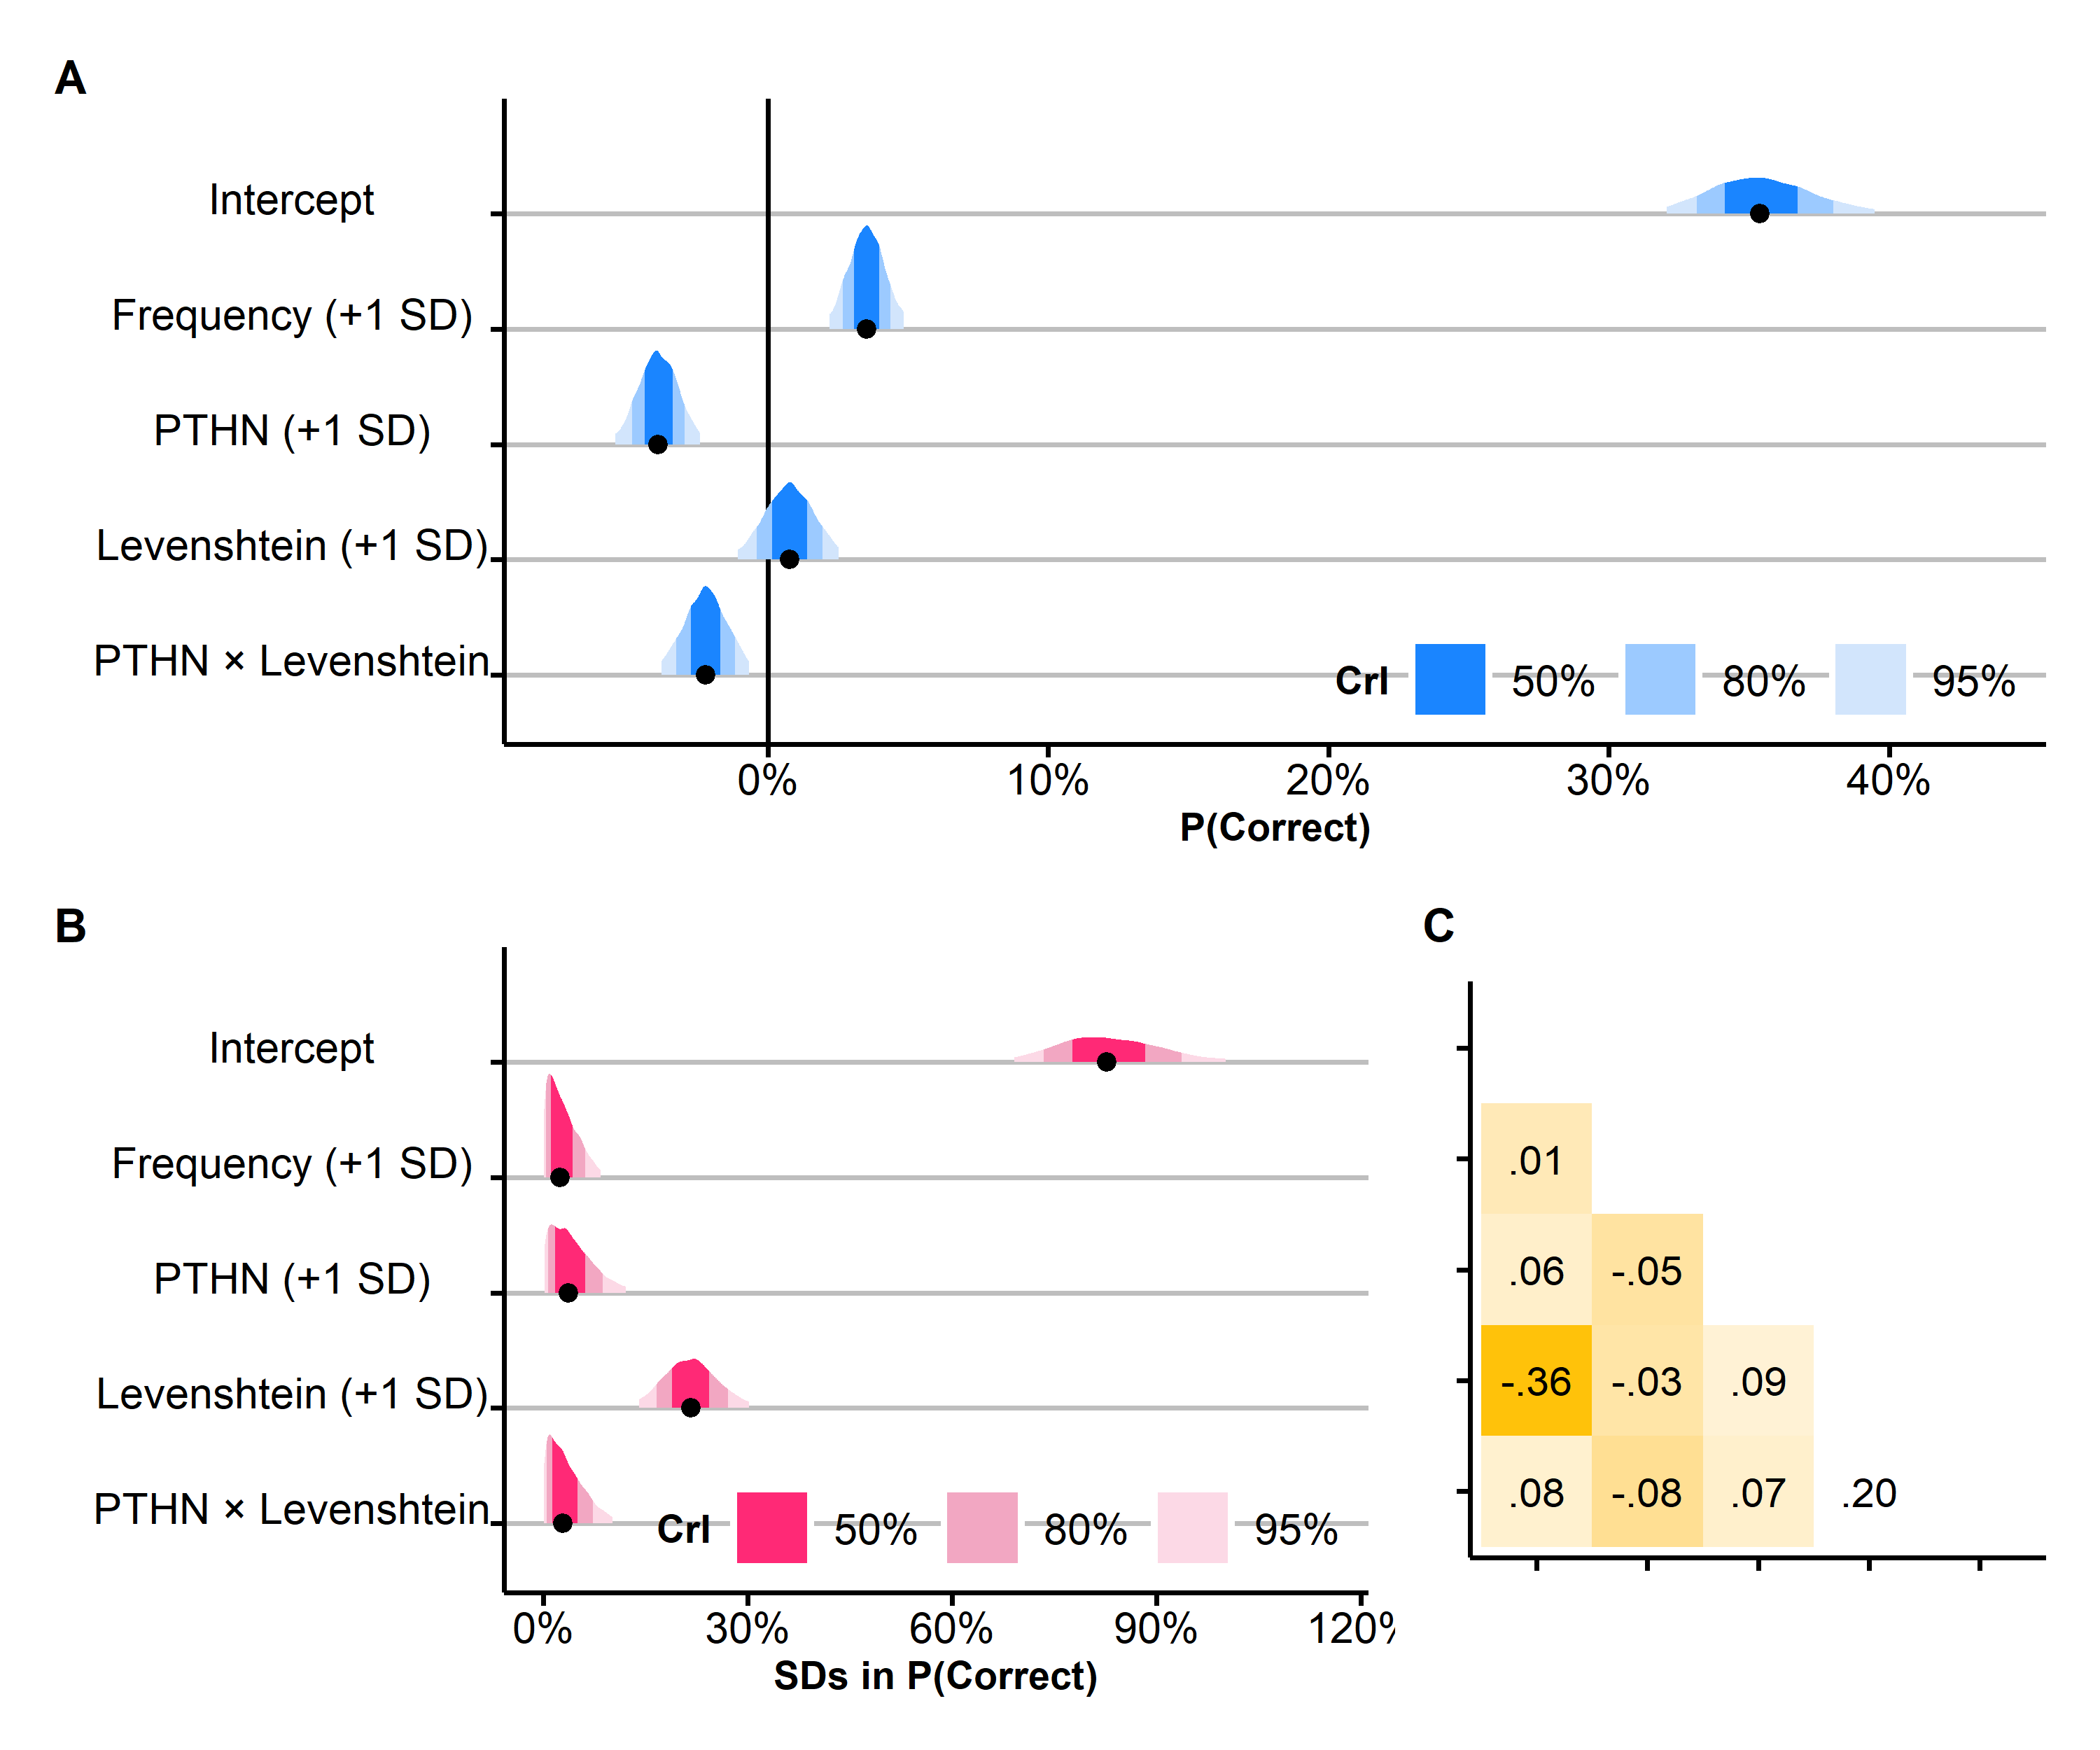 A
Intercept
Frequency (+1 SD)
PTHN (+1 SD)
Levenshtein (+1 SD)
PTHN × Levenshtein
CrI 50% 80% 95%
0% 10% 20% 30% 40%
P(Correct)
B
Intercept
Frequency (+1 SD)
PTHN (+1 SD)
Levenshtein (+1 SD)
PTHN × Levenshtein
CrI 50% 80% 95%
0% 30% 60% 90% 120%
SDs in P(Correct)
C
.01
.06 -.05
-.36 -.03 .09
.08 -.08 .07 .20